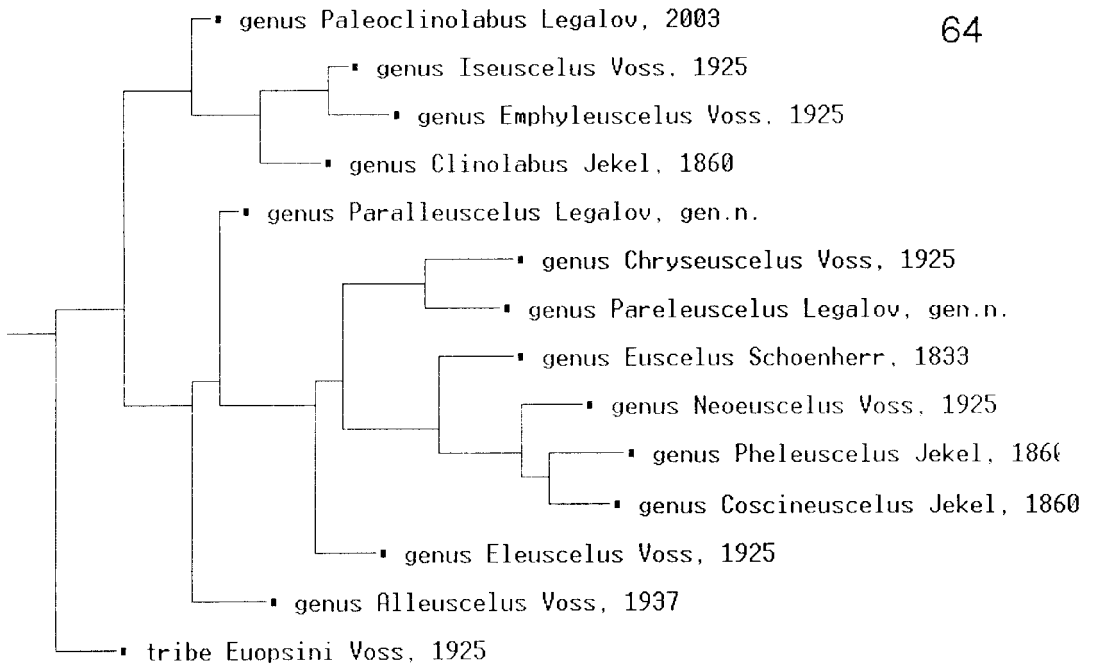 64
genus Paleoclinolabus Legalov, 2003
genus Iseuscelus Voss, 1925
genus Emphyleuscelus Voss, 1925
genus Clinolabus Jekel, 1860
genus Paralleuscelus Legalov, gen.n.
genus Chryseuscelus Voss, 1925
genus Pareleuscelus Legalov, gen.n.
genus Euscelus Schoenherr, 1833
genus Neoeuscelus Voss, 1925
genus Pheleuscelus Jekel, 1860
genus Coscineuscelus Jekel, 1860
genus Eleuscelus Voss, 1925
genus Alleuscelus Voss, 1937
tribe Euopsini Voss, 1925